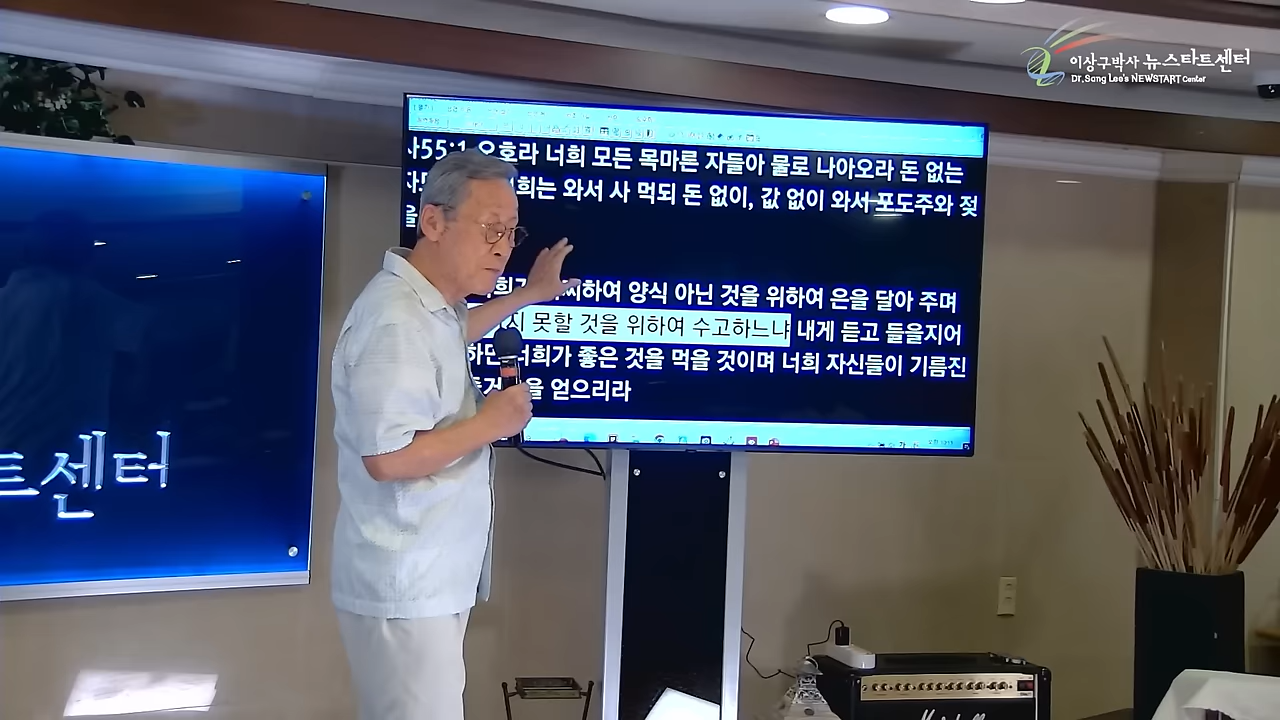 이상구박사 뉴스타트센터
Dr.Sang Lee's NEWSTART Center
사55:1 오호라 너희 모든 목마른 자들아 물로 나아오라 돈 없는
와서 사 먹되 돈 없이, 값 없이 와서 포도주와 젖
을
양식 아닌 것을 위하여 은을 달아 주며
못할 것을 위하여 수고하느냐 내게 듣고 들을지어
너희가 좋은 것을 먹을 것이며 너희 자신들이 기름진
얻으리라
트센터
Marshall